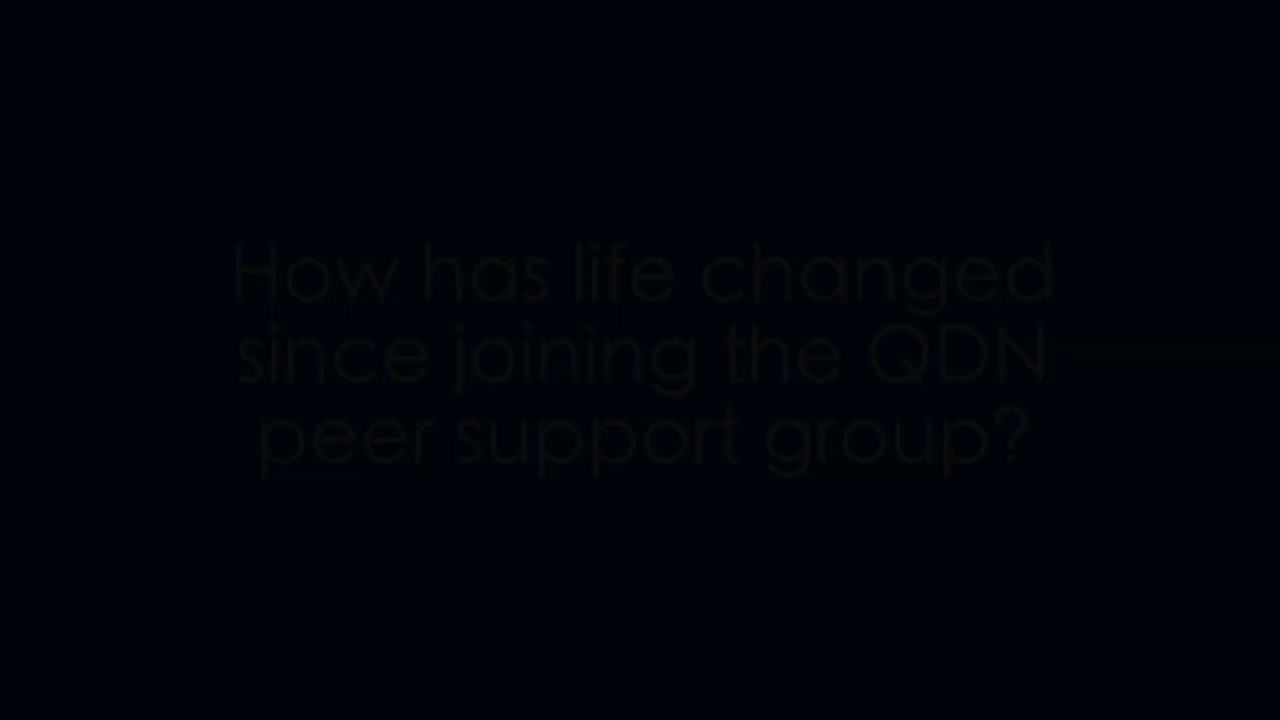 How has life changed
since joining the QDN
peer support group?